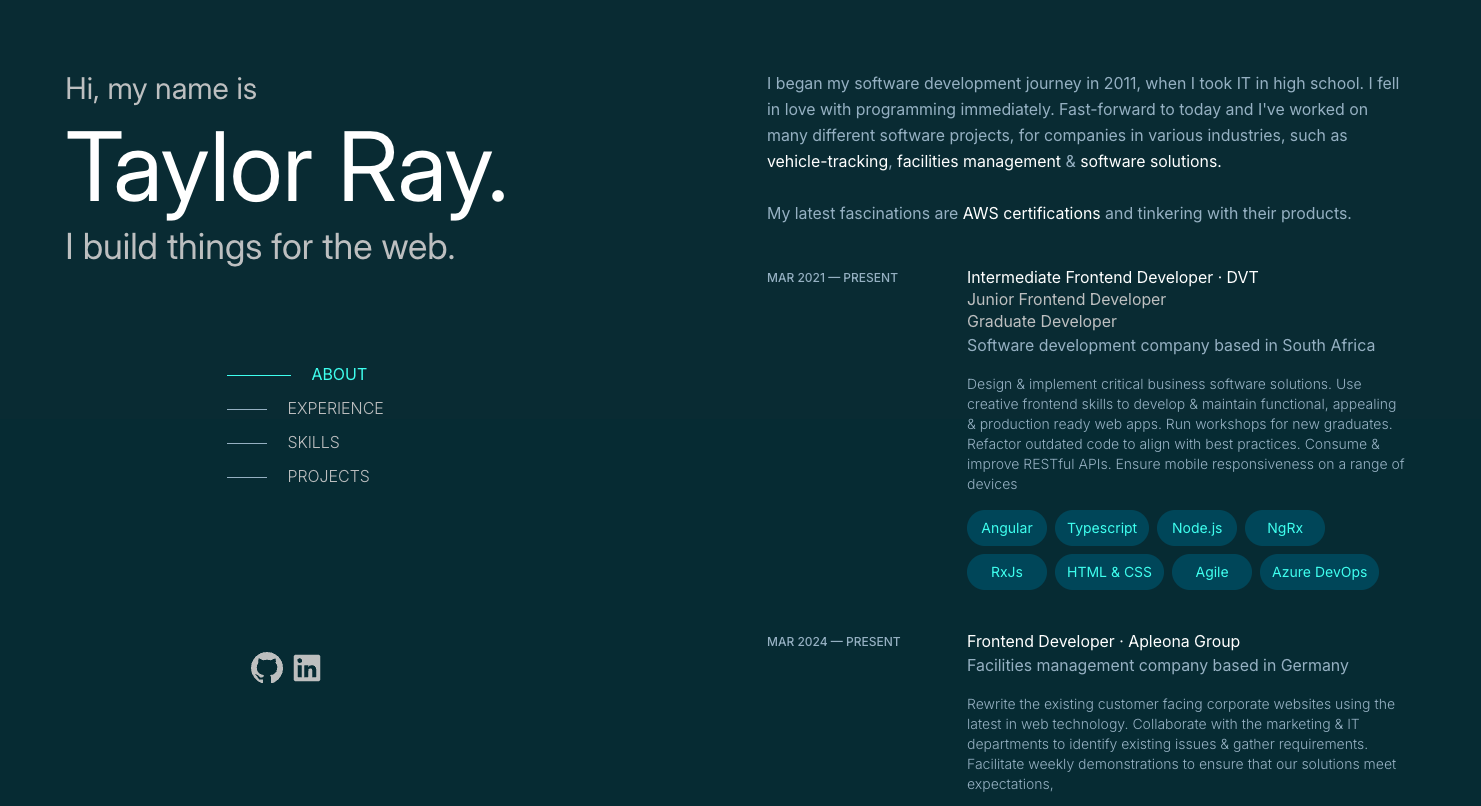 Hi, my name is
Taylor Ray.
I build things for the web.
ABOUT
EXPERIENCE
SKILLS
PROJECTS
in
I began my software development journey in 2011, when I took IT in high school. I fell
in love with programming immediately. Fast-forward to today and I've worked on
many different software projects, for companies in various industries, such as
vehicle-tracking, facilities management & software solutions.
My latest fascinations are AWS certifications and tinkering with their products.
MAR 2021 — PRESENT
Intermediate Frontend Developer · DVT
Junior Frontend Developer
Graduate Developer
Software development company based in South Africa
Design & implement critical business software solutions. Use
creative frontend skills to develop & maintain functional, appealing
& production ready web apps. Run workshops for new graduates.
Refactor outdated code to align with best practices. Consume &
improve RESTful APIs. Ensure mobile responsiveness on a range of
devices
Angular Typescript Node.js NgRx
RxJs HTML & CSS Agile Azure DevOps
MAR 2024 — PRESENT
Frontend Developer · Apleona Group
Facilities management company based in Germany
Rewrite the existing customer facing corporate websites using the
latest in web technology. Collaborate with the marketing & IT
departments to identify existing issues & gather requirements.
Facilitate weekly demonstrations to ensure that our solutions meet
expectations,